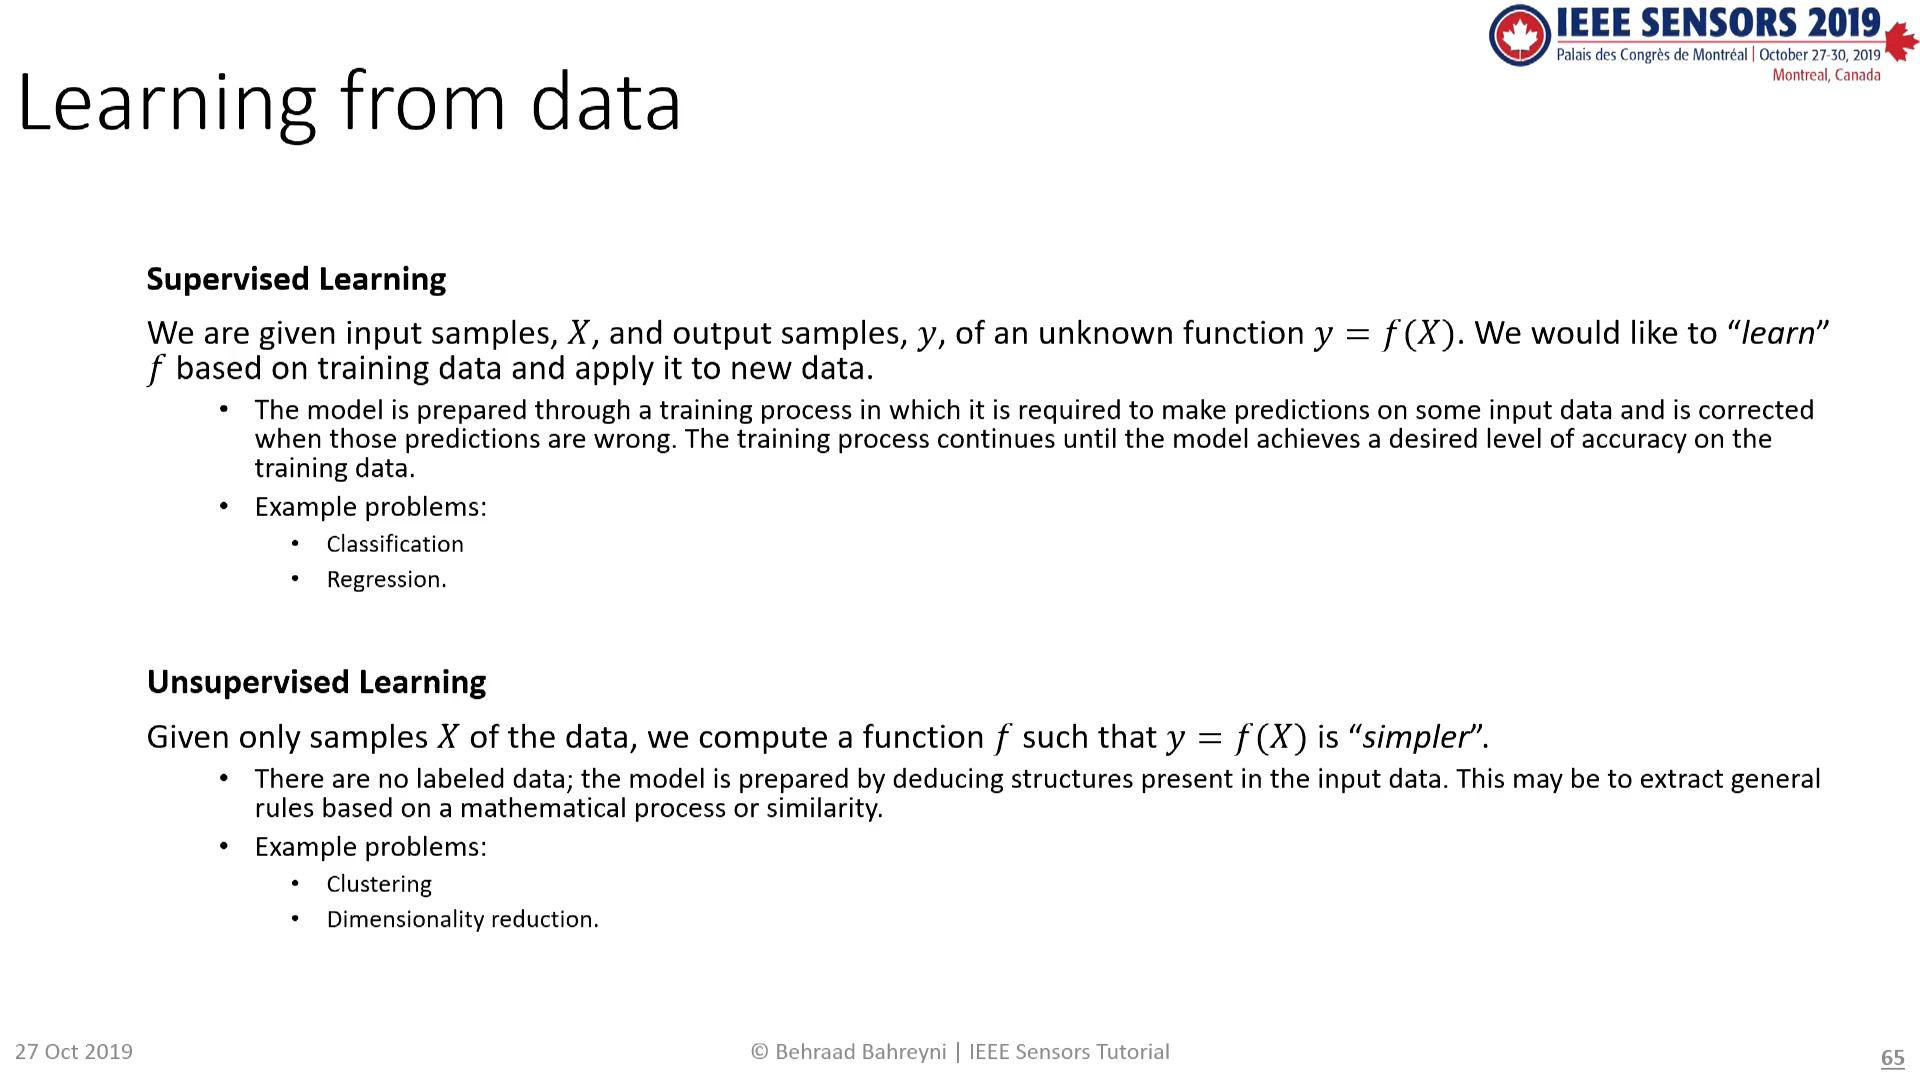 IEEE SENSORS 2019
Palais des Congrès de Montréal | October 27-30, 2019
Montreal, Canada
Learning from data
Supervised Learning
We are given input samples, X, and output samples, y, of an unknown function y = f(X). We would like to “learn”
f based on training data and apply it to new data.
• The model is prepared through a training process in which it is required to make predictions on some input data and is corrected
when those predictions are wrong. The training process continues until the model achieves a desired level of accuracy on the
training data.
• Example problems:
• Classification
• Regression.
Unsupervised Learning
Given only samples X of the data, we compute a function f such that y = f(X) is “simpler”.
• There are no labeled data; the model is prepared by deducing structures present in the input data. This may be to extract general
rules based on a mathematical process or similarity.
• Example problems:
• Clustering
• Dimensionality reduction.
27 Oct 2019
© Behraad Bahreyni | IEEE Sensors Tutorial
65